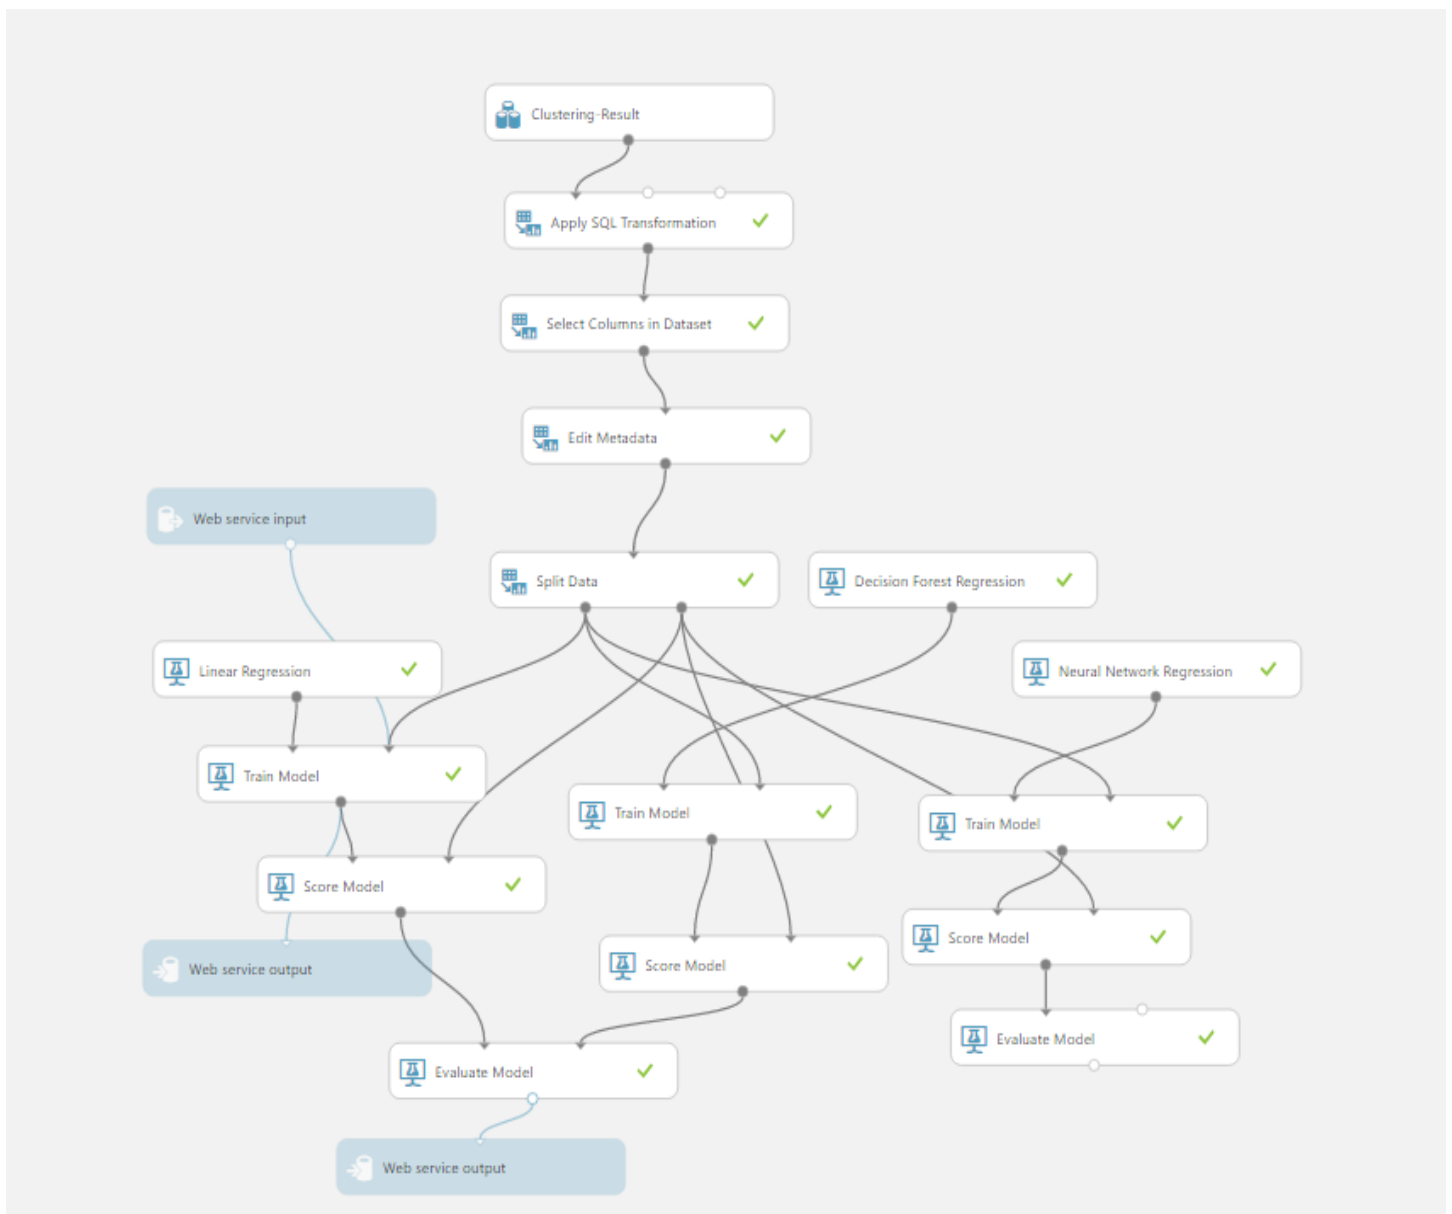 Clustering-Result
Apply SQL Transformation
Select Columns in Dataset
Edit Metadata
Web service input
Split Data
Decision Forest Regression
Linear Regression
Neural Network Regression
Train Model
Train Model
Train Model
Score Model
Score Model
Score Model
Web service output
Evaluate Model
Evaluate Model
Web service output